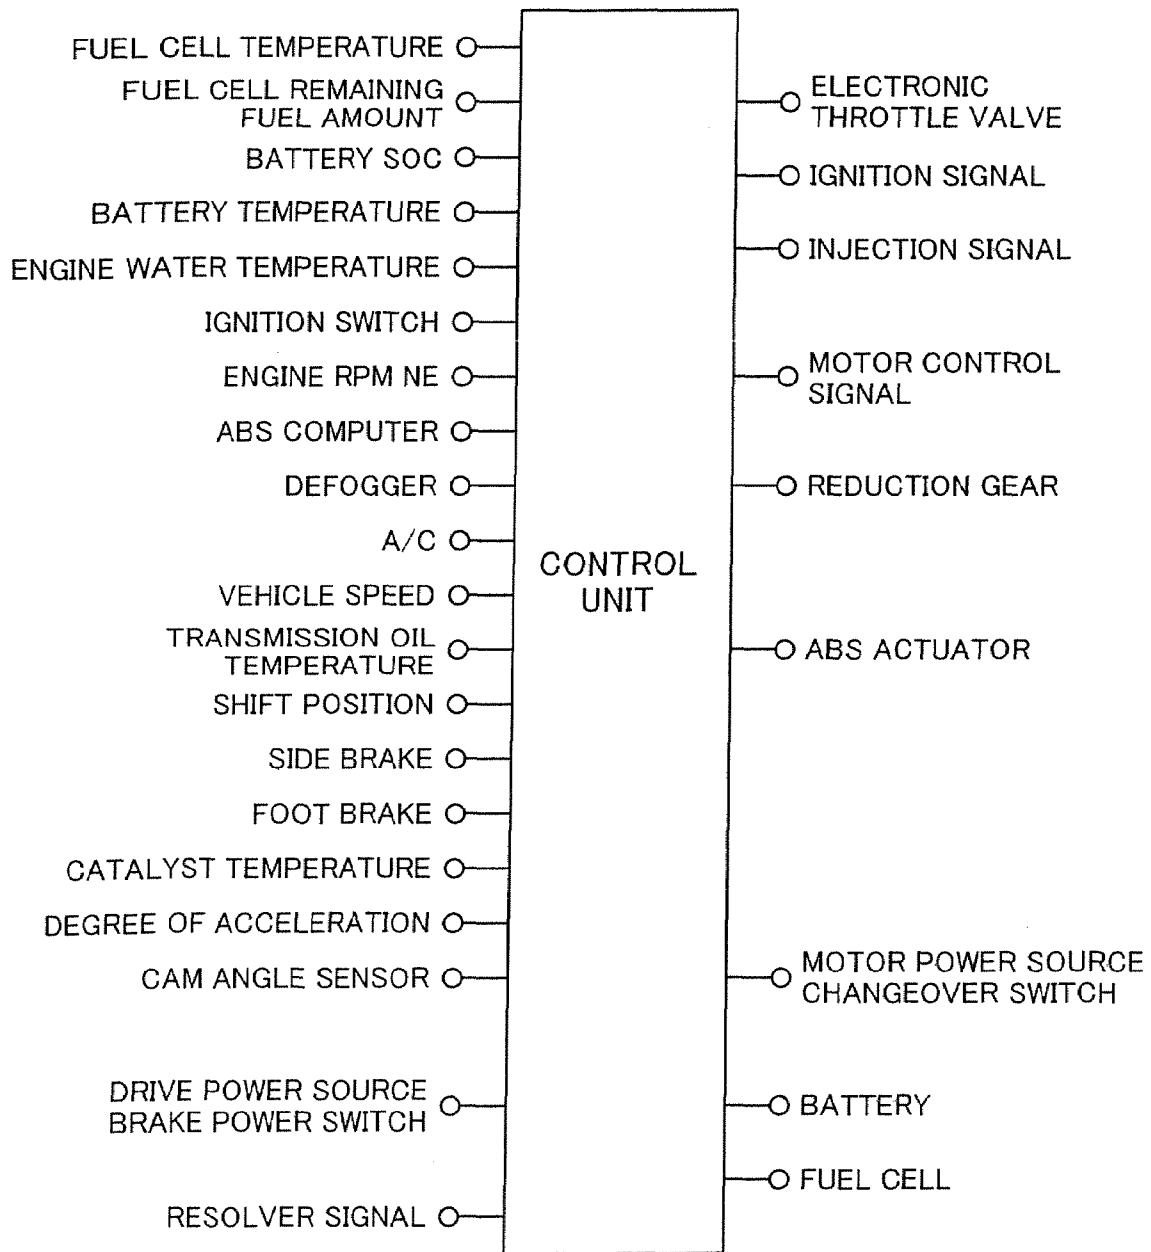 FUEL CELL TEMPERATURE
FUEL CELL REMAINING
FUEL AMOUNT
BATTERY SOC
BATTERY TEMPERATURE
ENGINE WATER TEMPERATURE
IGNITION SWITCH
ENGINE RPM NE
ABS COMPUTER
DEFOGGER
A/C
VEHICLE SPEED
TRANSMISSION OIL
TEMPERATURE
SHIFT POSITION
SIDE BRAKE
FOOT BRAKE
CATALYST TEMPERATURE
DEGREE OF ACCELERATION
CAM ANGLE SENSOR
DRIVE POWER SOURCE
BRAKE POWER SWITCH
RESOLVER SIGNAL
CONTROL
UNIT
ELECTRONIC
THROTTLE VALVE
IGNITION SIGNAL
INJECTION SIGNAL
MOTOR CONTROL
SIGNAL
REDUCTION GEAR
ABS ACTUATOR
MOTOR POWER SOURCE
CHANGEOVER SWITCH
BATTERY
FUEL CELL